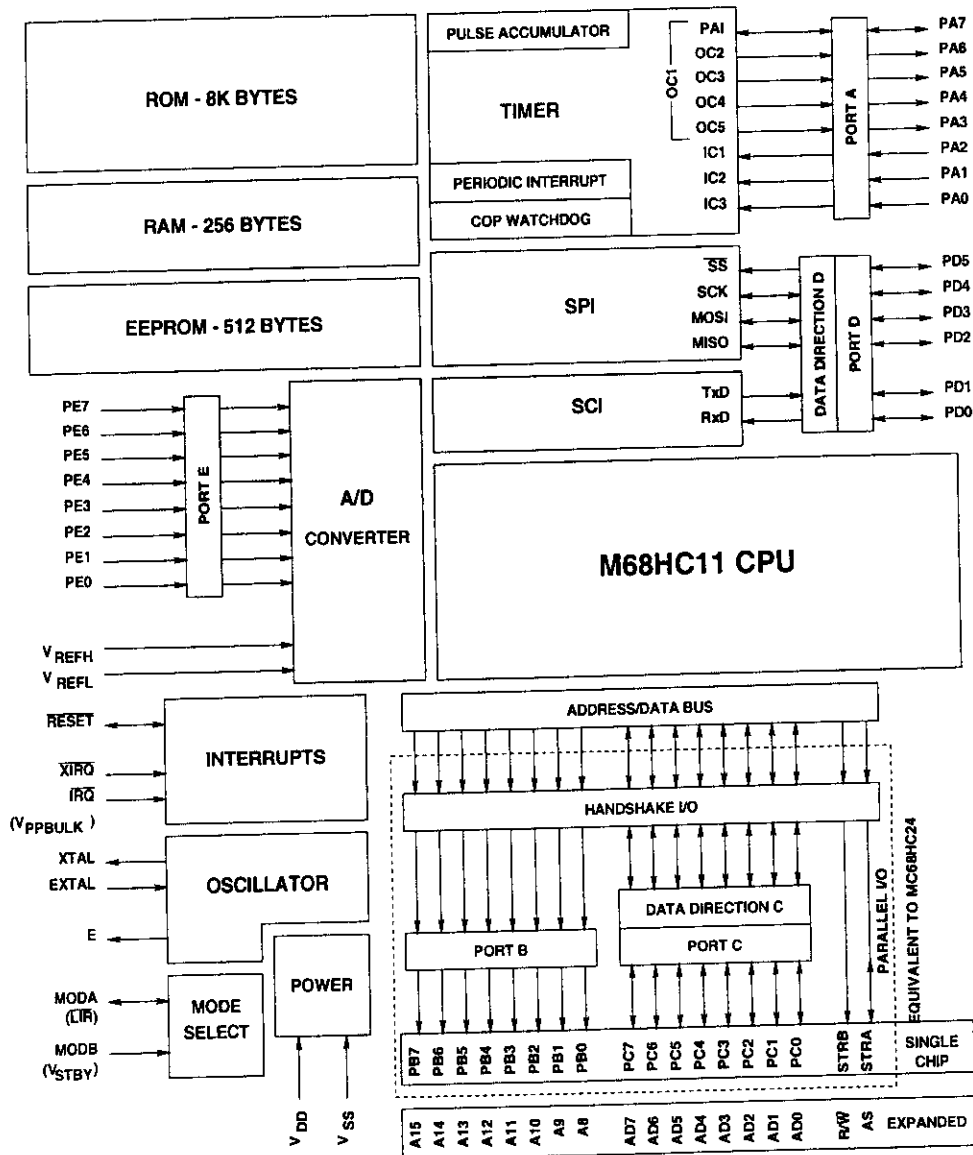 ROM - 8K BYTES
RAM - 256 BYTES
EEPROM - 512 BYTES
PULSE ACCUMULATOR
TIMER
PERIODIC INTERRUPT
COP WATCHDOG
OC1
PAI
OC2
OC3
OC4
OC5
IC1
IC2
IC3
PORT A
PA7
PA6
PA5
PA4
PA3
PA2
PA1
PA0
SPI
SS
SCK
MOSI
MISO
SCI
TxD
RxD
DATA DIRECTION D
PORT D
PD5
PD4
PD3
PD2
PD1
PD0
PE7
PE6
PE5
PE4
PE3
PE2
PE1
PE0
PORT E
A/D
CONVERTER
V REFH
V REFL
M68HC11 CPU
RESET
XIRQ
IRQ
(VPPBULK )
INTERRUPTS
XTAL
EXTAL
E
OSCILLATOR
MODA
(LIR)
MODB
(VSTBY)
MODE
SELECT
POWER
V DD
V SS
ADDRESS/DATA BUS
HANDSHAKE I/O
DATA DIRECTION C
PORT B
PORT C
PARALLEL I/O
EQUIVALENT TO MC68HC24
PB7
PB6
PB5
PB4
PB3
PB2
PB1
PB0
PC7
PC6
PC5
PC4
PC3
PC2
PC1
PC0
STRB
STRA
SINGLE
CHIP
A15
A14
A13
A12
A11
A10
A9
A8
AD7
AD6
AD5
AD4
AD3
AD2
AD1
AD0
R/W
AS
EXPANDED